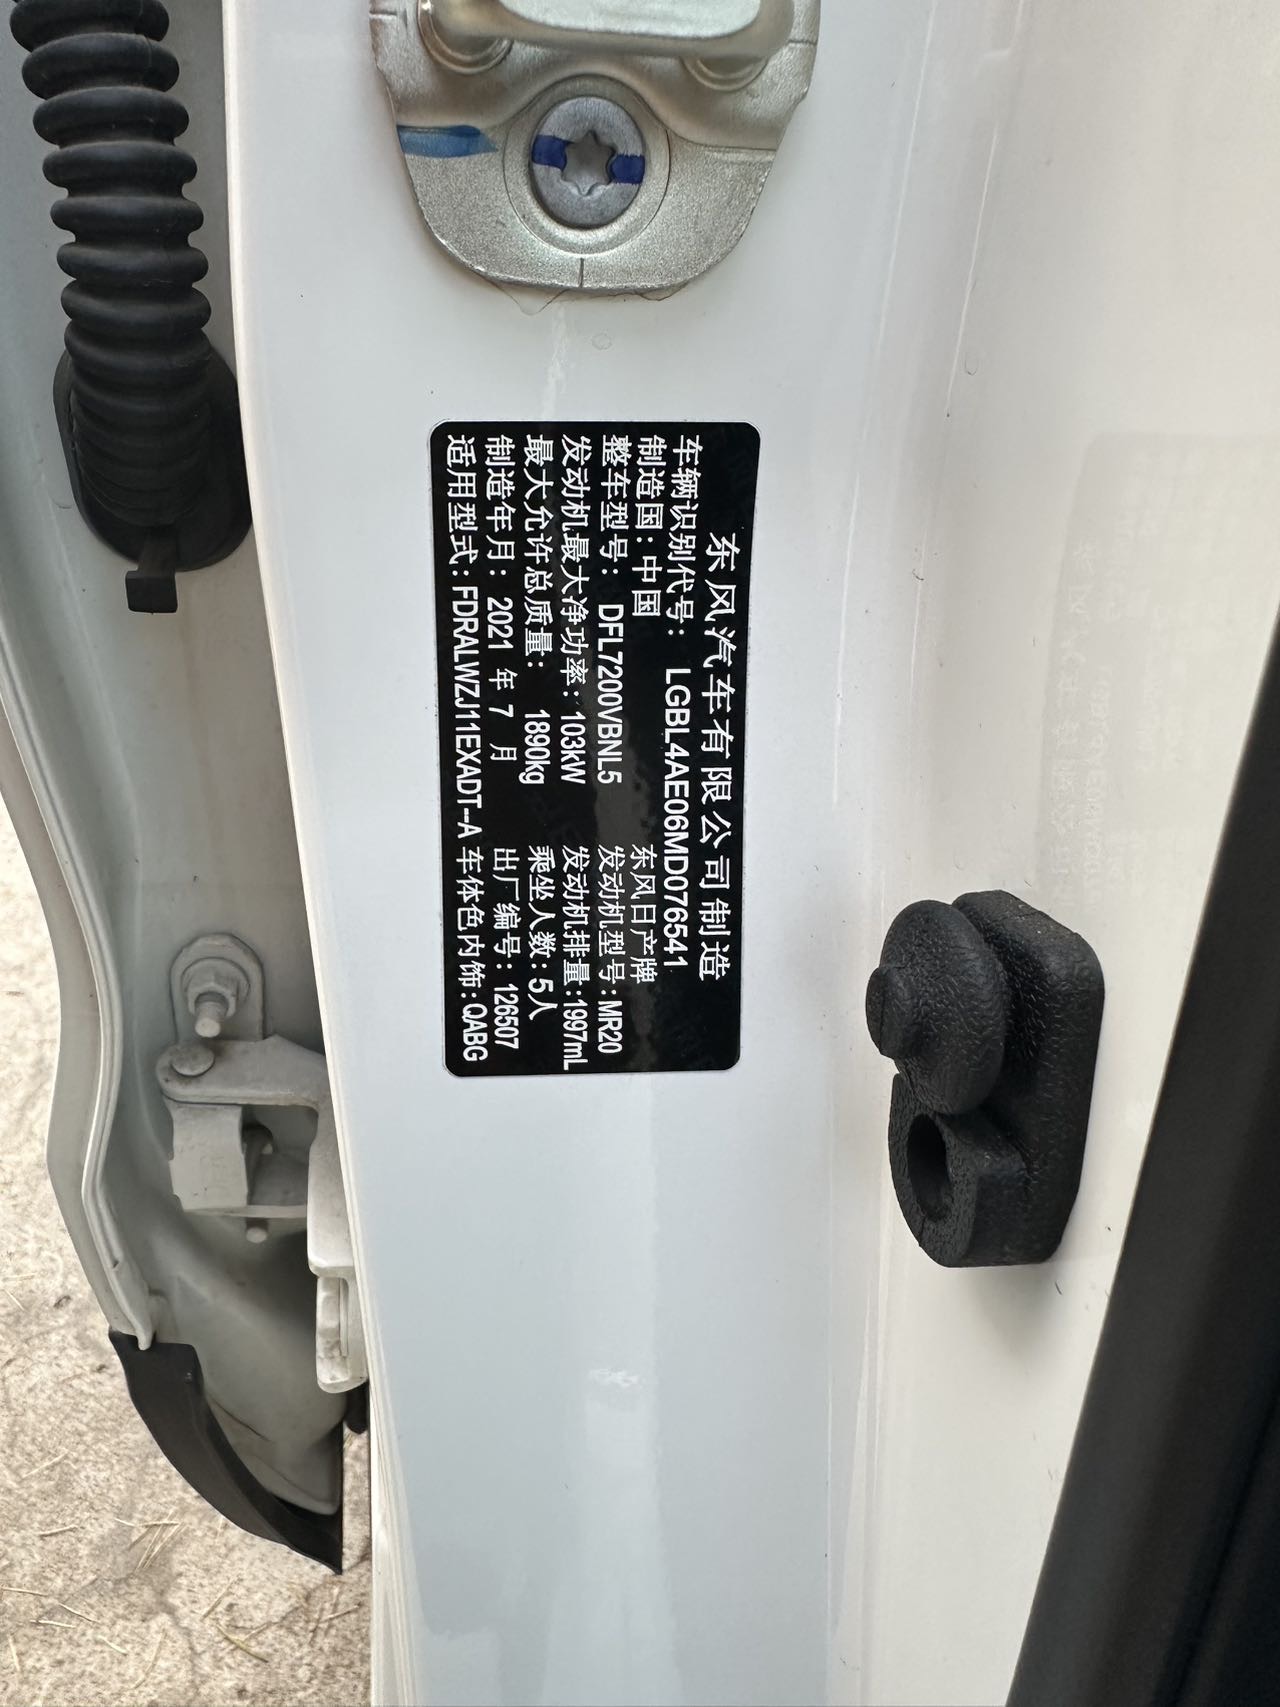 东风汽车有限公司制造
车辆识别代号：LGBL4AE06MD076541
制造国：中国 东风日产牌
整车型号：DFL7200VBNL5 发动机型号：MR20
发动机最大净功率：103kW 发动机排量：1997mL
最大允许总质量：1890kg 乘坐人数：5人
制造年月：2021 年 7 月 出厂编号：126507
适用型式：FDRALWZJ11EXADT--A 车体色内饰：QABG